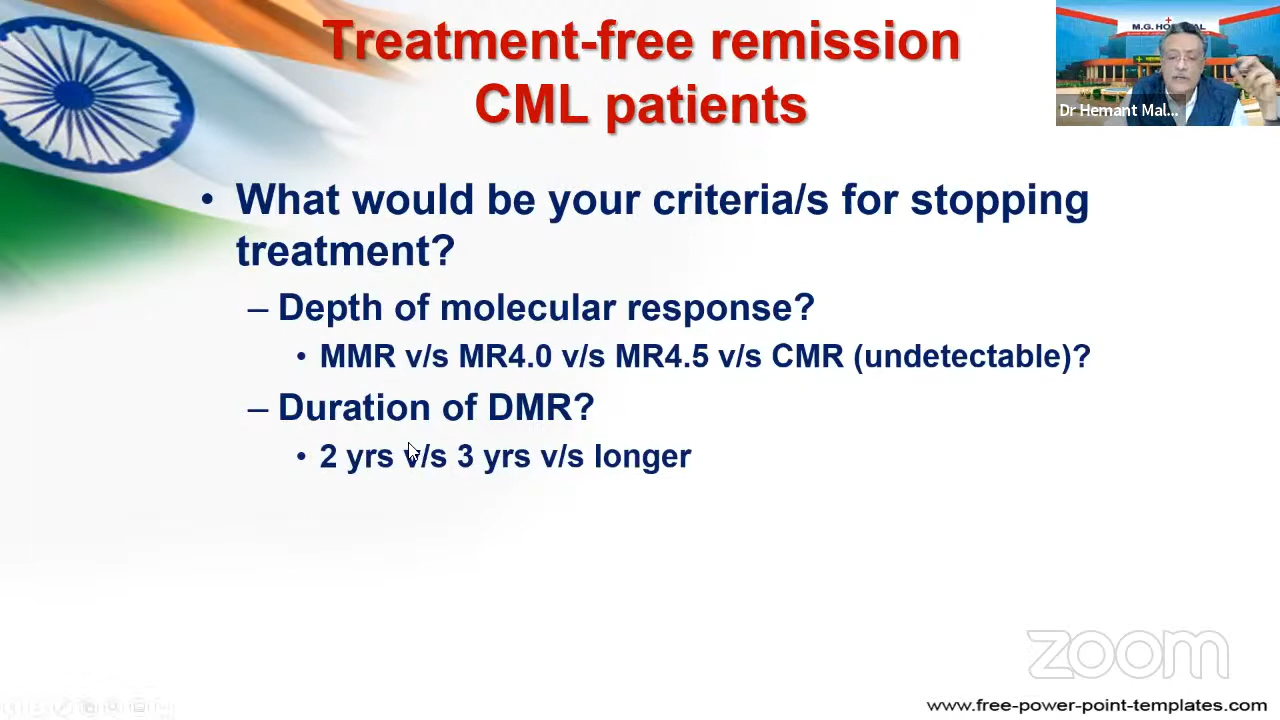 Treatment-free remission
CML patients
M.G. HO
Dr Hemant Mal...
• What would be your criteria/s for stopping
treatment?
– Depth of molecular response?
• MMR v/s MR4.0 v/s MR4.5 v/s CMR (undetectable)?
– Duration of DMR?
• 2 yrs v/s 3 yrs v/s longer
zoom
www.free-power-point-templates.com